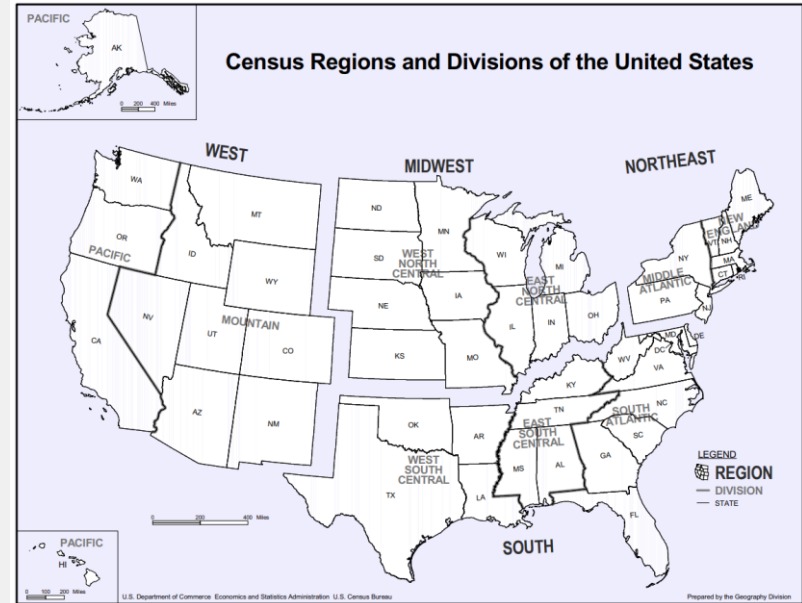 PACIFIC
AK
0 200 400 Miles
Census Regions and Divisions of the United States
WEST
MIDWEST
NORTHEAST
WA
MT
ND
MN
ME
OR
PACIFIC
ID
SD
WEST
NORTH
CENTRAL
WI
MI
NY
VT
NH
NEW
ENGLAND
MA
CT
RI
WY
IA
EAST
NORTH
CENTRAL
MIDDLE
ATLANTIC
PA
NJ
NV
MOUNTAIN
UT
NE
IL
IN
OH
CA
CO
KS
MO
WV
MD
DE
DC
VA
KY
AZ
NM
OK
AR
TN
NC
EAST
SOUTH
CENTRAL
SOUTH
ATLANTIC
SC
WEST
SOUTH
CENTRAL
MS
AL
GA
TX
LA
FL
LEGEND
REGION
DIVISION
STATE
0 200 400 Miles
SOUTH
PACIFIC
HI
0 100 200 Miles
U.S. Department of Commerce Economics and Statistics Administration U.S. Census Bureau
Prepared by the Geography Division